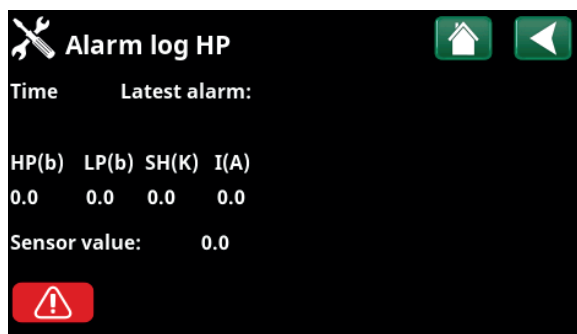 Alarm log HP
Time Latest alarm:
HP(b) LP(b) SH(K) I(A)
0.0 0.0 0.0 0.0
Sensor value: 0.0